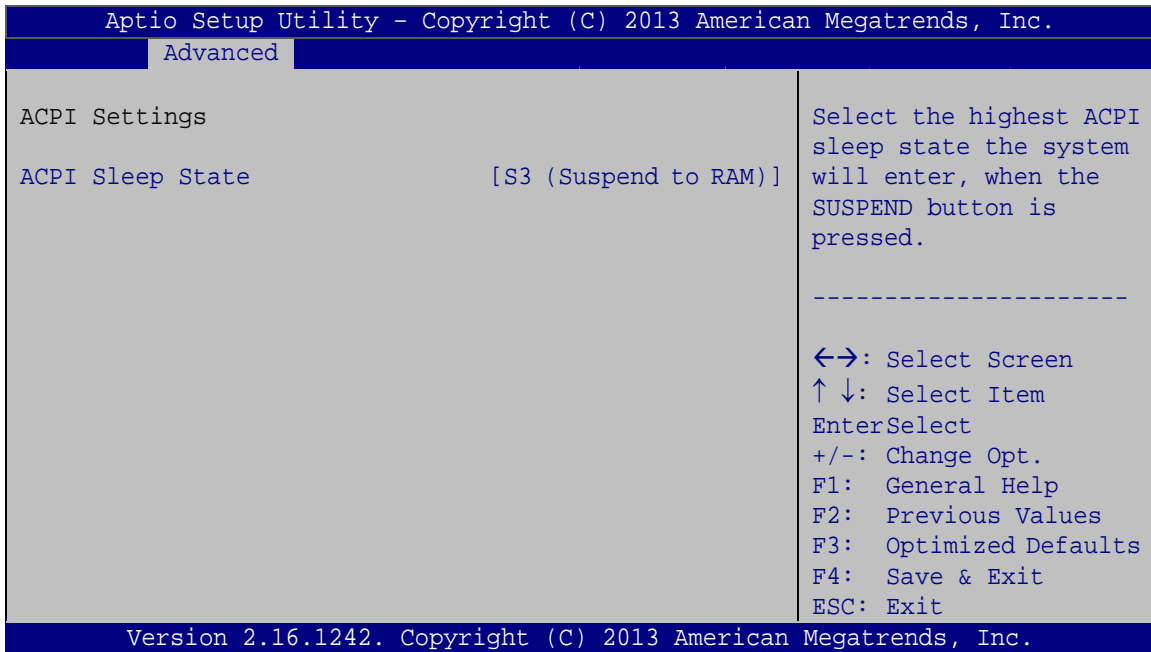 Aptio Setup Utility – Copyright (C) 2013 American Megatrends, Inc.
Advanced
ACPI Settings
ACPI Sleep State [S3 (Suspend to RAM)]
Select the highest ACPI
sleep state the system
will enter, when the
SUSPEND button is
pressed.
----------------------
←→: Select Screen
↑ ↓: Select Item
EnterSelect
+/-: Change Opt.
F1: General Help
F2: Previous Values
F3: Optimized Defaults
F4: Save & Exit
ESC: Exit
Version 2.16.1242. Copyright (C) 2013 American Megatrends, Inc.